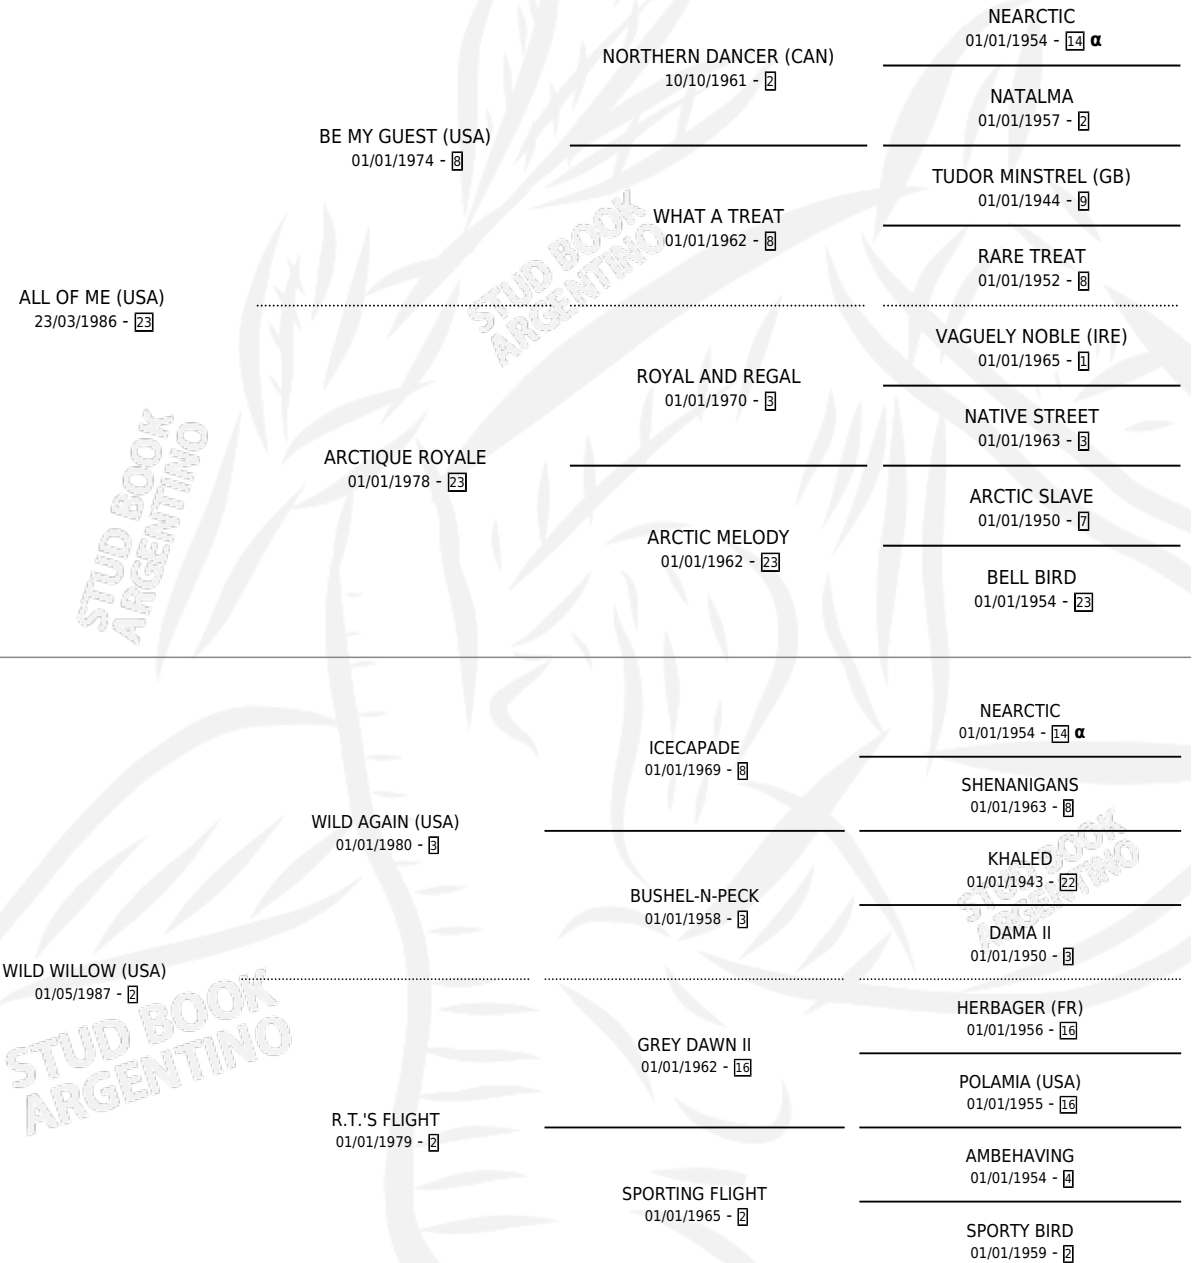 NEARCTIC
01/01/1954 - 14 α
NORTHERN DANCER (CAN)
10/10/1961 - 2
NATALMA
01/01/1957 - 2
BE MY GUEST (USA)
01/01/1974 - 8
TUDOR MINSTREL (GB)
01/01/1944 - 9
WHAT A TREAT
01/01/1962 - 8
RARE TREAT
01/01/1952 - 8
ALL OF ME (USA)
23/03/1986 - 23
VAGUELY NOBLE (IRE)
01/01/1965 - 1
ROYAL AND REGAL
01/01/1970 - 3
NATIVE STREET
01/01/1963 - 3
ARCTIQUE ROYALE
01/01/1978 - 23
ARCTIC SLAVE
01/01/1950 - 7
ARCTIC MELODY
01/01/1962 - 23
BELL BIRD
01/01/1954 - 23
NEARCTIC
01/01/1954 - 14 α
ICECAPADE
01/01/1969 - 8
SHENANIGANS
01/01/1963 - 8
WILD AGAIN (USA)
01/01/1980 - 3
KHALED
01/01/1943 - 22
BUSHEL-N-PECK
01/01/1958 - 3
DAMA II
01/01/1950 - 3
WILD WILLOW (USA)
01/05/1987 - 2
HERBAGER (FR)
01/01/1956 - 16
GREY DAWN II
01/01/1962 - 16
POLAMIA (USA)
01/01/1955 - 16
R.T.'S FLIGHT
01/01/1979 - 2
AMBEHAVING
01/01/1954 - 4
SPORTING FLIGHT
01/01/1965 - 2
SPORTY BIRD
01/01/1959 - 2
STUD BOOK
ARGENTINO
STUD BOOK
ARGENTINO
STUD BOOK
ARGENTINO
STUD BOOK
ARGENTINO